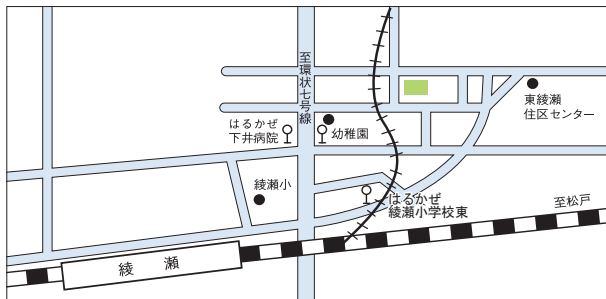 至環状七号線
はるかぜ
下井病院
幼稚園
東綾瀬
住区センター
綾瀬小
はるかぜ
綾瀬小学校東
至松戸
綾瀬